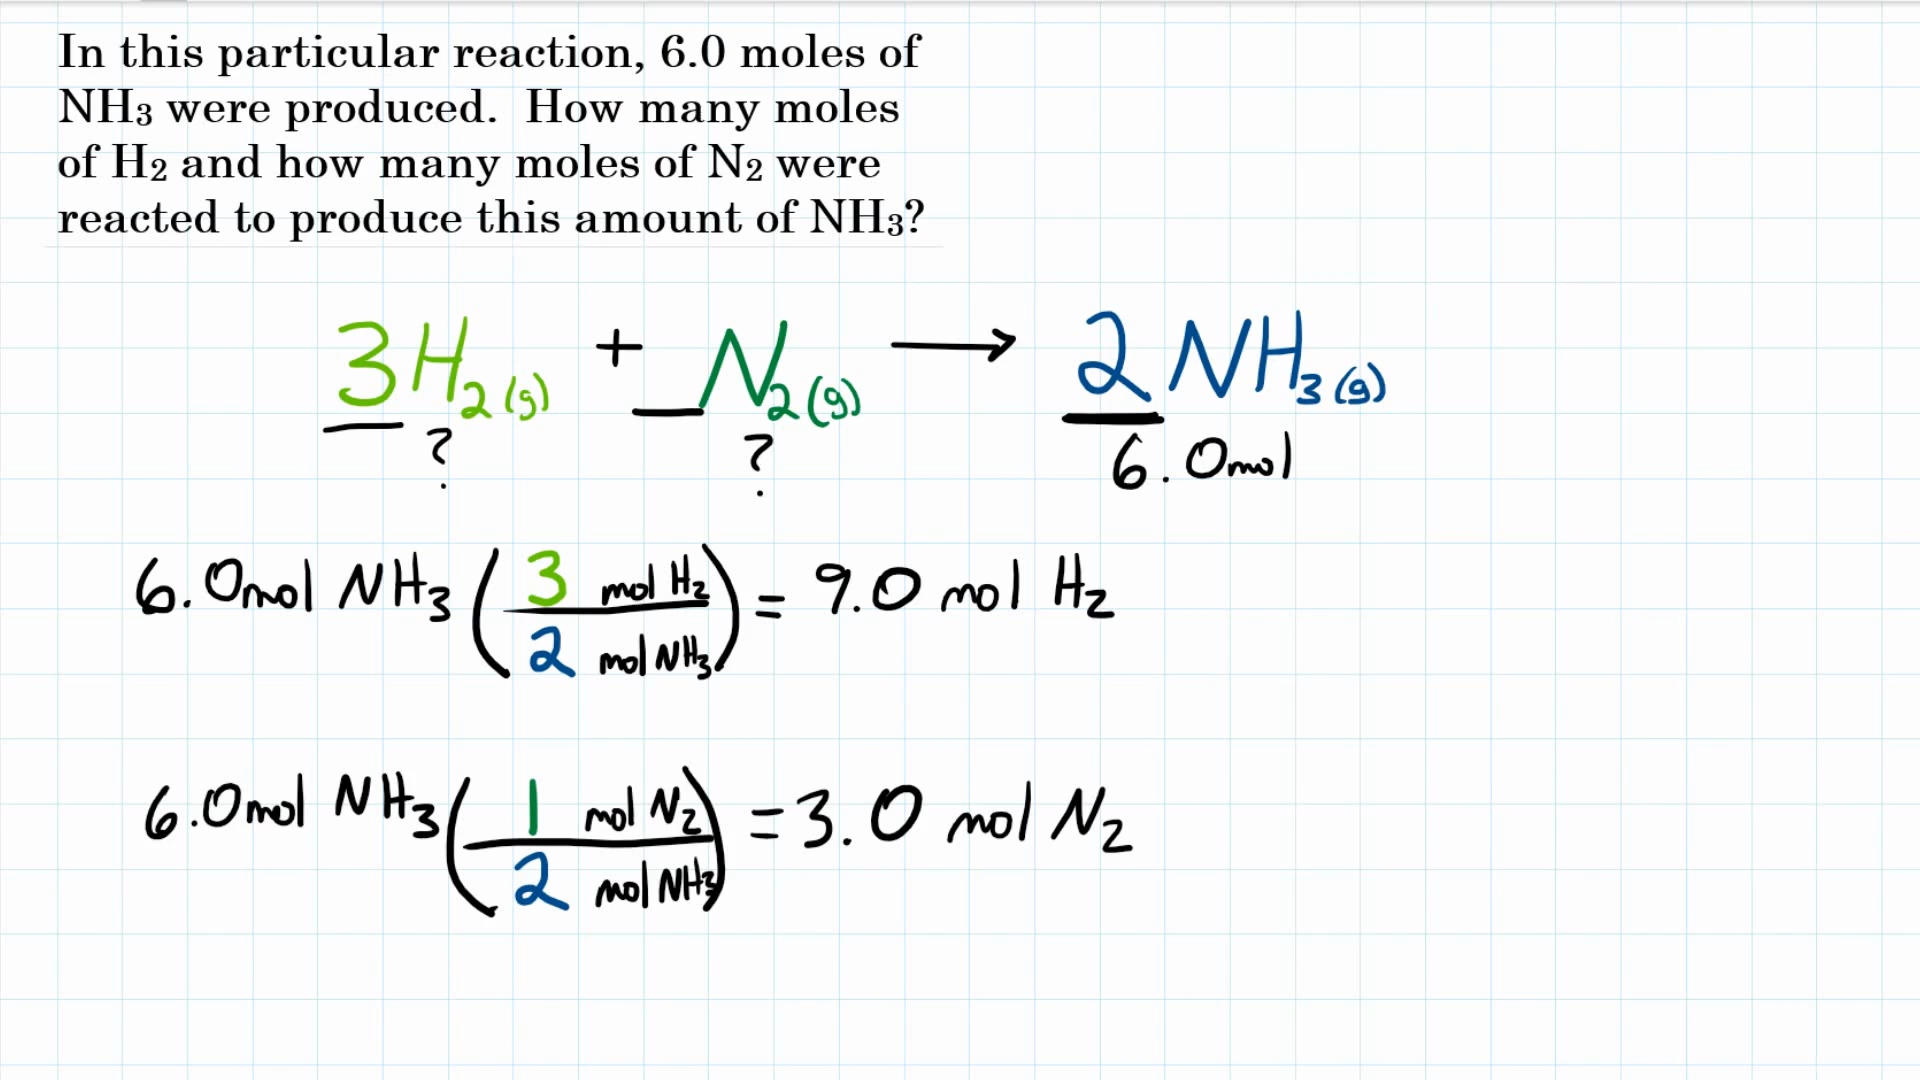 In this particular reaction, 6.0 moles of
NH3 were produced. How many moles
of H2 and how many moles of N2 were
reacted to produce this amount of NH3?
3H2(g) + _N2(g) → 2NH3(g)
? ? 6.0mol
6.0mol NH3 (3 mol H2 / 2 mol NH3) = 9.0 mol H2
6.0mol NH3 (1 mol N2 / 2 mol NH3) = 3.0 mol N2